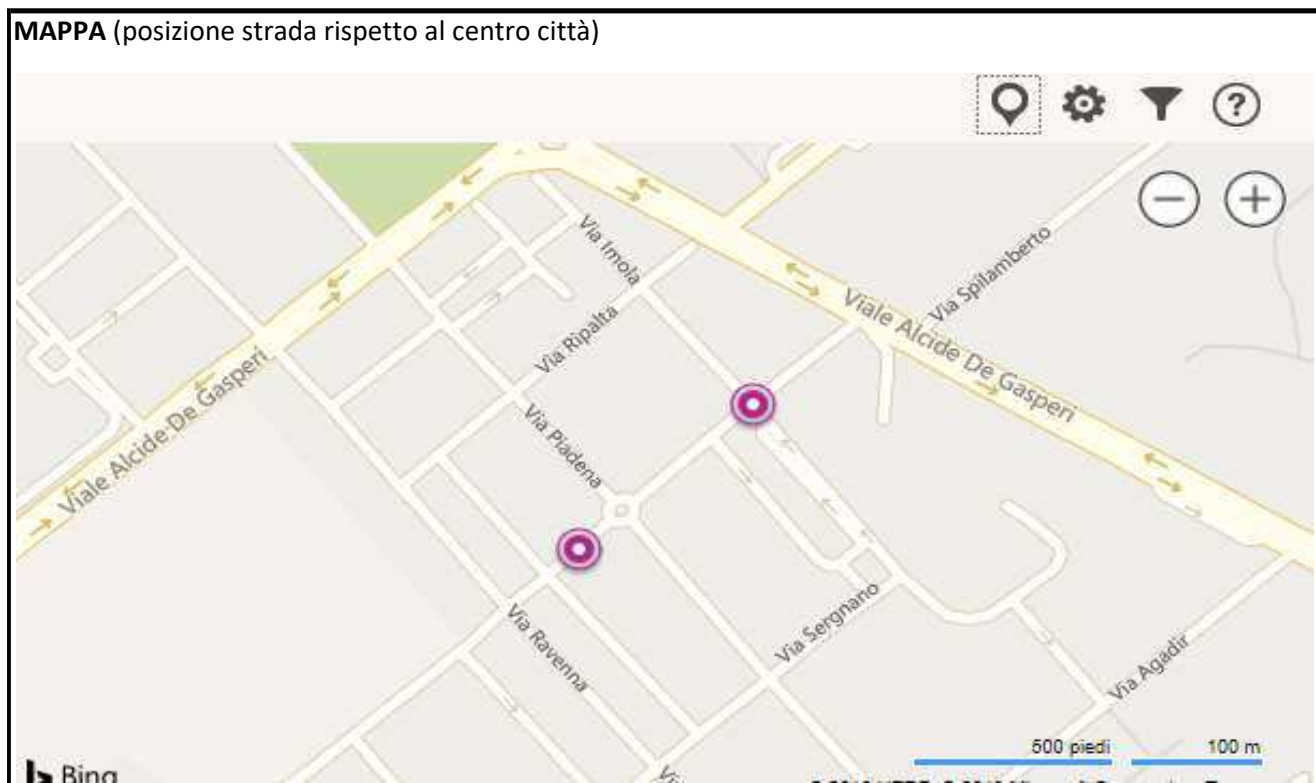 MAPPA (posizione strada rispetto al centro città)
?
Via Imola
Via Spilamberto
Via Ripalta
Viale Alcide De Gasperi
Viale Alcide De Gasperi
Via Piadena
Via Sergnano
Via Ravenna
Via Agadir
500 piedi
100 m
Bing